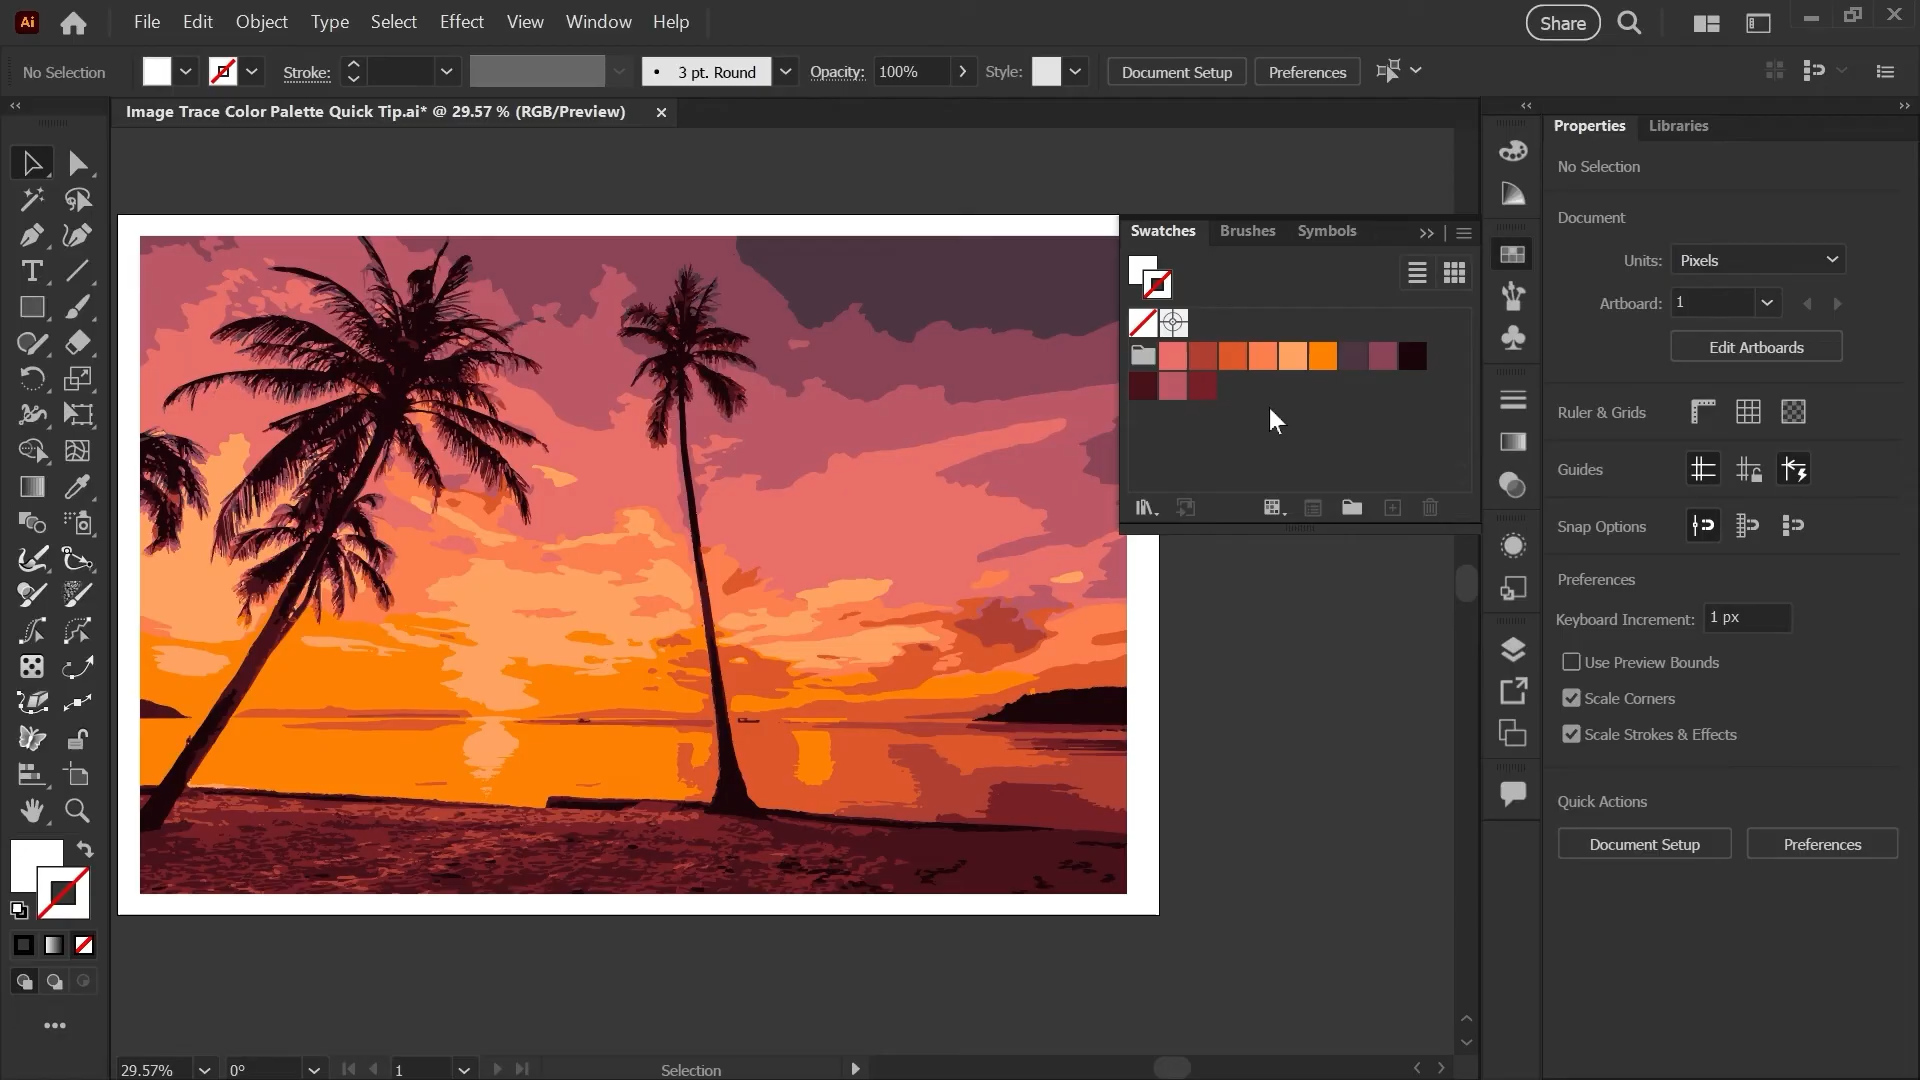 Ai File Edit Object Type Select Effect View Window Help Share
No Selection Stroke: 3 pt. Round Opacity: 100% Style: Document Setup Preferences
Image Trace Color Palette Quick Tip.ai* @ 29.57 % (RGB/Preview)
Properties Libraries
No Selection
Document
Units: Pixels
Artboard: 1
Edit Artboards
Ruler & Grids
Guides
Snap Options
Preferences
Keyboard Increment: 1 px
Use Preview Bounds
Scale Corners
Scale Strokes & Effects
Quick Actions
Document Setup Preferences
Swatches Brushes Symbols
29.57% 0° 1 Selection